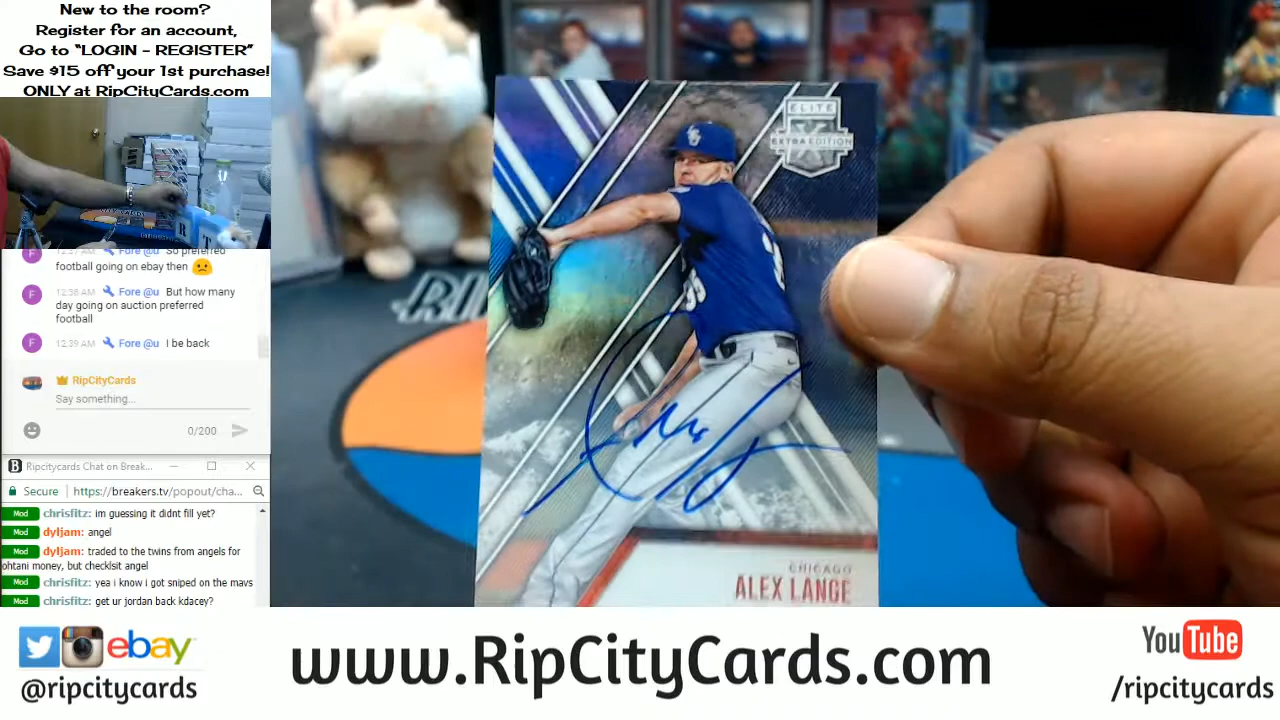 New to the room?
Register for an account,
Go to “LOGIN - REGISTER”
Save $15 off your 1st purchase!
ONLY at RipCityCards.com
Fore @u So preferred
football going on ebay then
F 12:38 AM Fore @u But how many
day going on auction preferred
football
F 12:39 AM Fore @u I be back
RipCityCards
Say something...
0/200
B Ripcitycards Chat on Break...
Secure https://breakers.tv/popout/cha...
Mod chrisfitz: im guessing it didnt fill yet?
Mod dyljam: angel
Mod dyljam: traded to the twins from angels for
ohtani money, but checklsit angel
Mod chrisfitz: yea i know i got sniped on the mavs
Mod chrisfitz: get ur jordan back kdacey?
ELITE
X
EXTRA EDITION
CHICAGO
ALEX LANGE
ebay
@ripcitycards
www.RipCityCards.com
YouTube
/ripcitycards